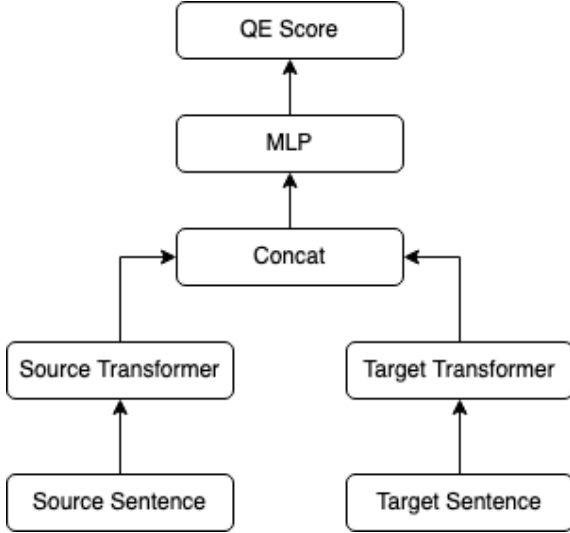 QE Score
MLP
Concat
Source Transformer
Target Transformer
Source Sentence
Target Sentence